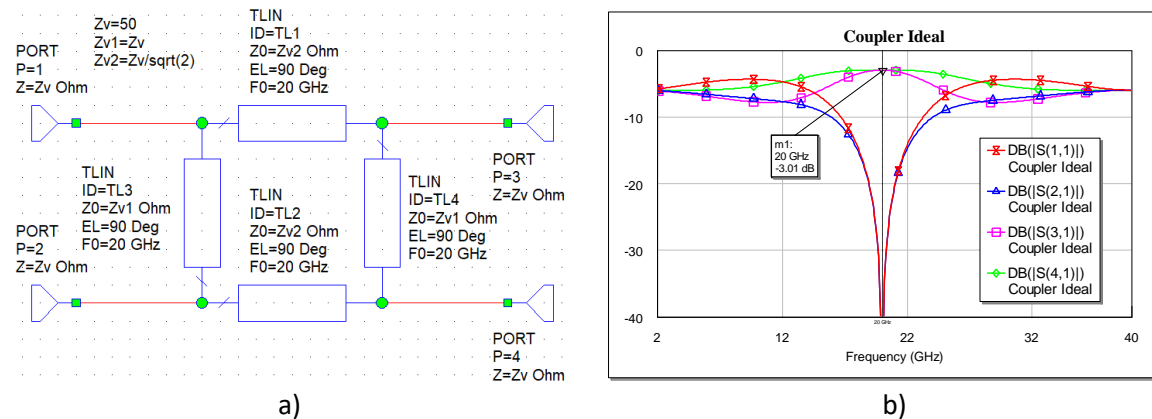 Zv=50
Zv1=Zv
Zv2=Zv/sqrt(2)
PORT
P=1
Z=Zv Ohm
TLIN
ID=TL1
Z0=Zv2 Ohm
EL=90 Deg
F0=20 GHz
TLIN
ID=TL3
Z0=Zv1 Ohm
EL=90 Deg
F0=20 GHz
TLIN
ID=TL2
Z0=Zv2 Ohm
EL=90 Deg
F0=20 GHz
TLIN
ID=TL4
Z0=Zv1 Ohm
EL=90 Deg
F0=20 GHz
PORT
P=3
Z=Zv Ohm
PORT
P=2
Z=Zv Ohm
PORT
P=4
Z=Zv Ohm
a)
Coupler Ideal
0
-10
-20
-30
-40
m1:
20 GHz
-3.01 dB
DB(|S(1,1)|)
Coupler Ideal
DB(|S(2,1)|)
Coupler Ideal
DB(|S(3,1)|)
Coupler Ideal
DB(|S(4,1)|)
Coupler Ideal
20 GHz
2 12 22 32 40
Frequency (GHz)
b)